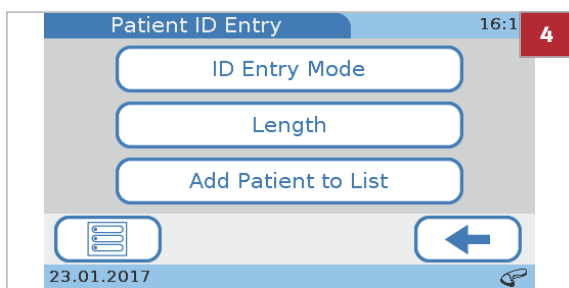 Patient ID Entry 16:1
4
ID Entry Mode
Length
Add Patient to List
23.01.2017